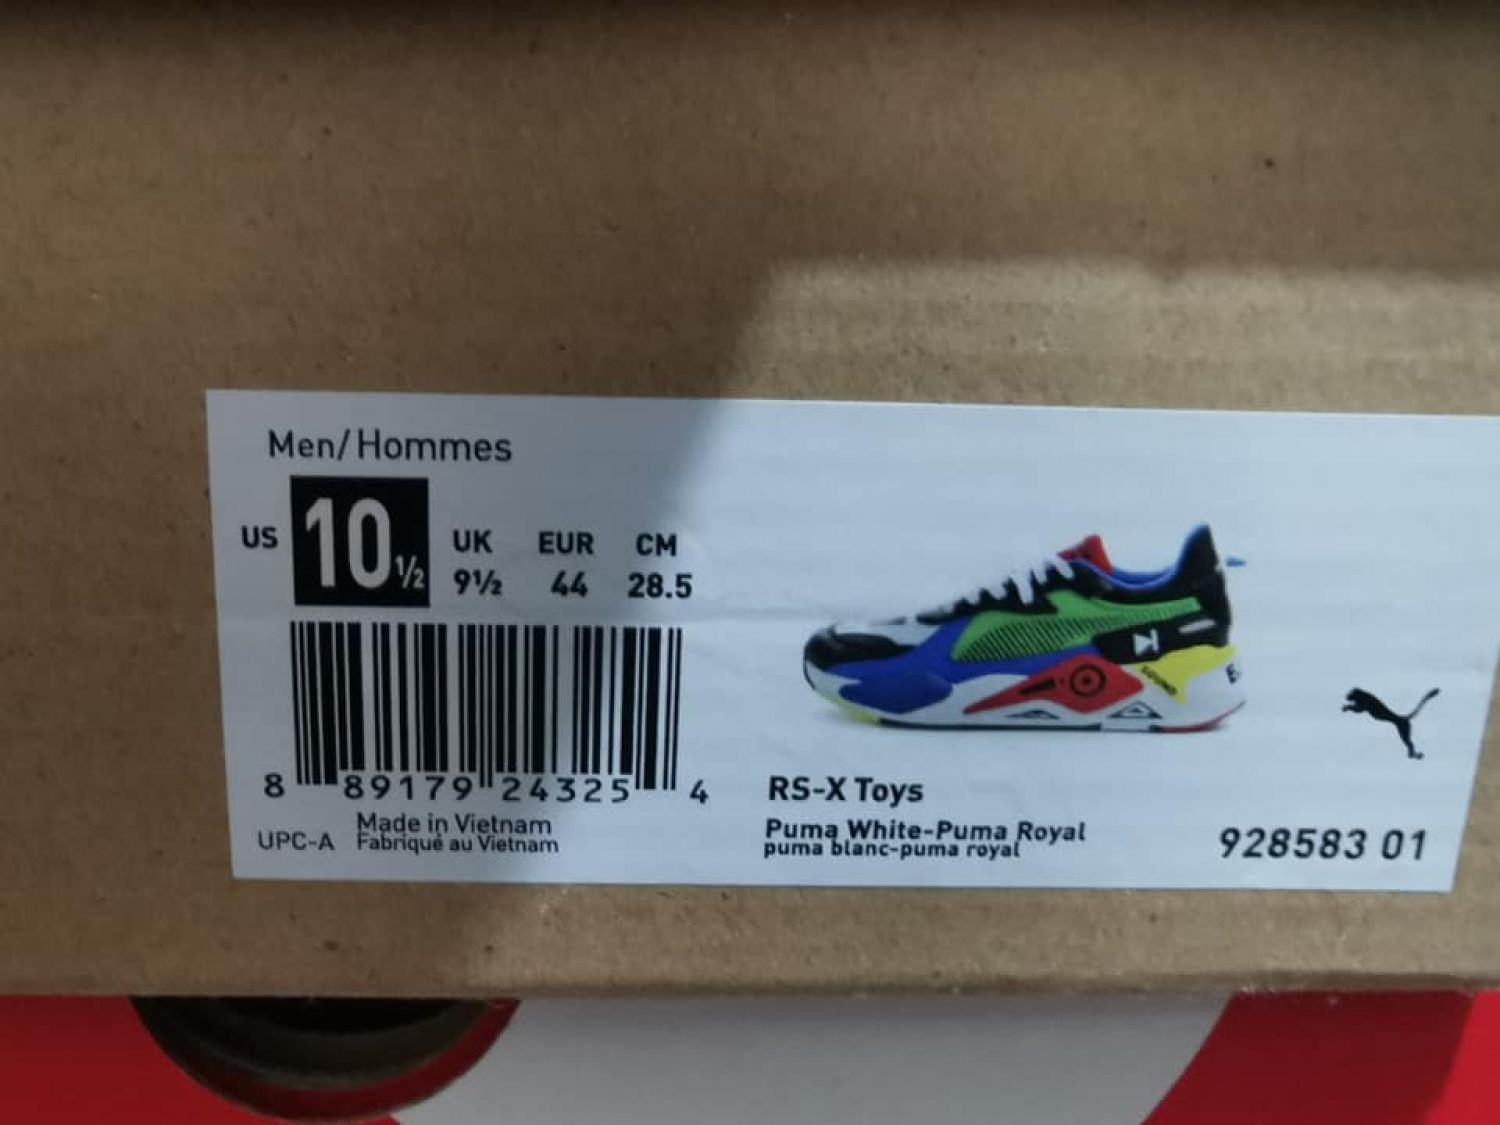 Men/Hommes
US 10½ UK EUR CM
9½ 44 28.5
8 89179 24325 4
UPC-A Made in Vietnam
Fabriqué au Vietnam
RS-X Toys
Puma White-Puma Royal
puma blanc-puma royal
928583 01